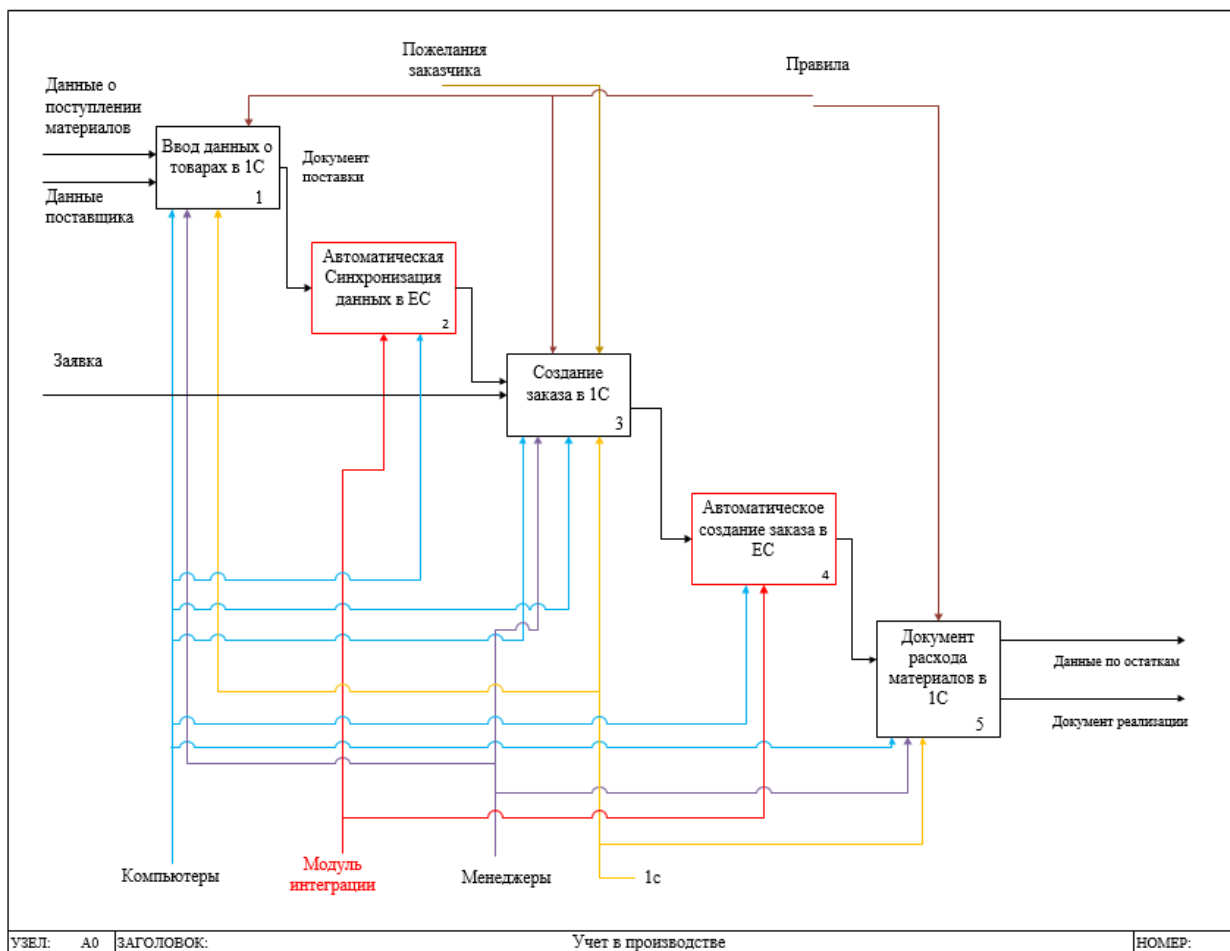 Пожелания
заказчика
Правила
Данные о
поступлении
материалов
Ввод данных о
товарах в 1С
1
Документ
поставки
Данные
поставщика
Автоматическая
Синхронизация
данных в ЕС
2
Заявка
Создание
заказа в 1С
3
Автоматическое
создание заказа в
ЕС
4
Документ
расхода
материалов в
1С
5
Данные по остаткам
Документ реализации
Компьютеры
Модуль
интеграции
Менеджеры
1с
УЗЕЛ: А0 ЗАГОЛОВОК: Учет в производстве НОМЕР: